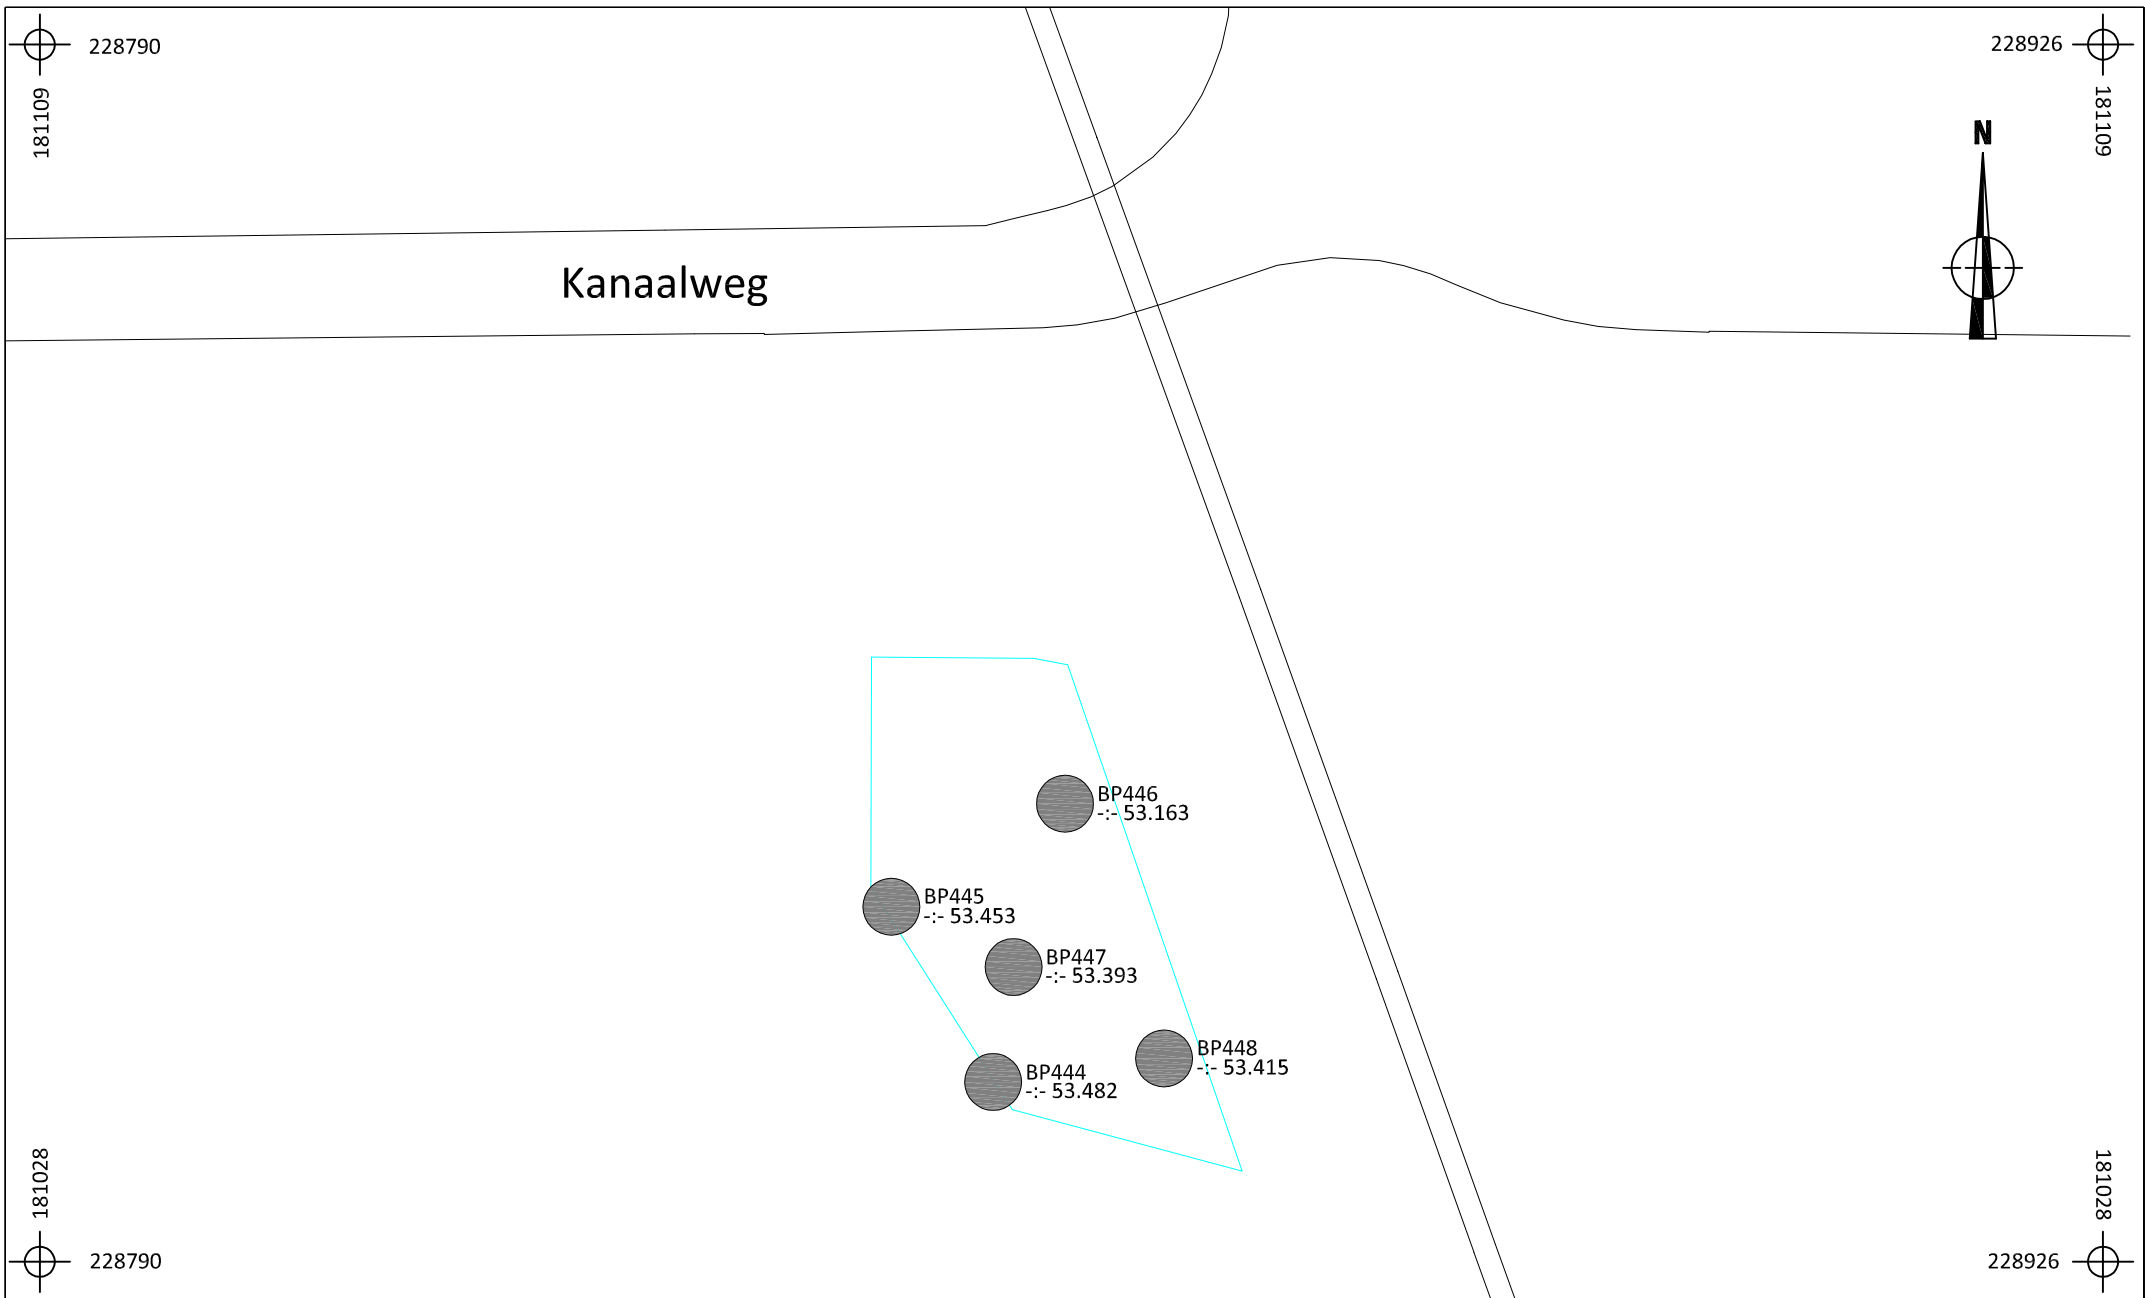 228790
228926
181109
181109
N
Kanaalweg
BP446
-:- 53.163
BP445
-:- 53.453
BP447
-:- 53.393
BP448
-:- 53.415
BP444
-:- 53.482
181028
181028
228790
228926